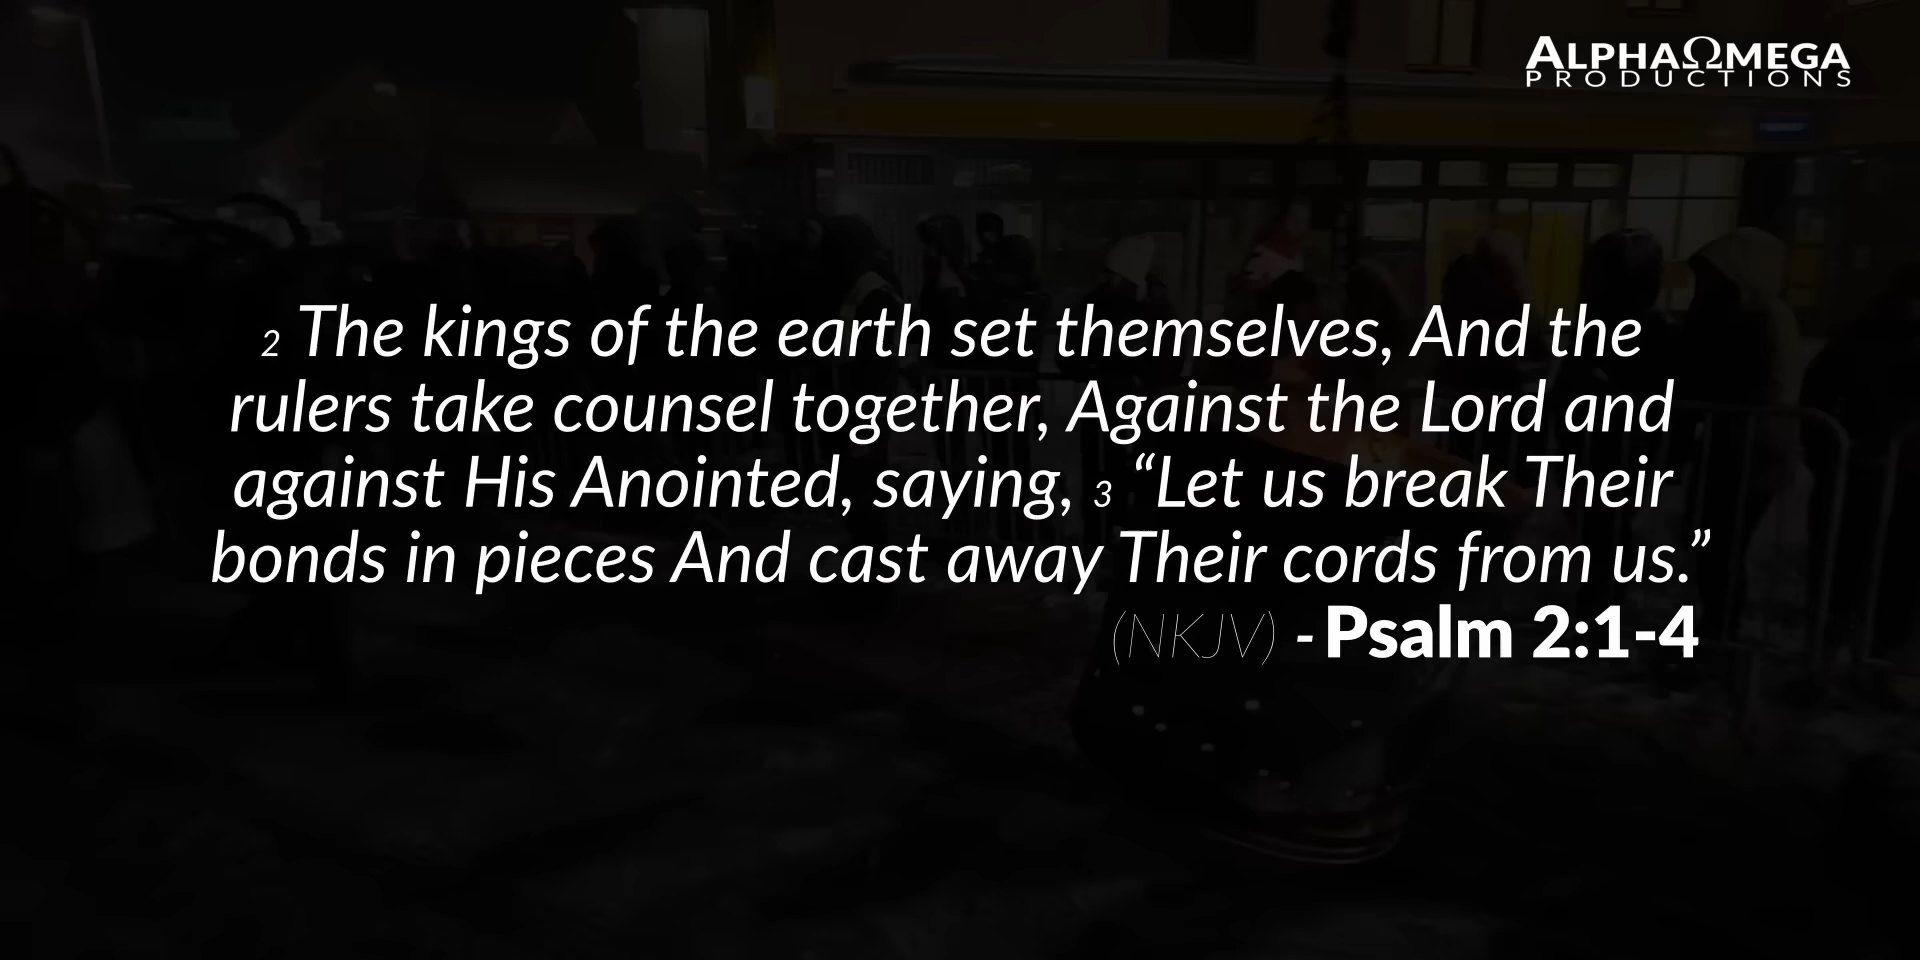 ALPHAΩMEGA
PRODUCTIONS
2 The kings of the earth set themselves, And the
rulers take counsel together, Against the Lord and
against His Anointed, saying, 3 “Let us break Their
bonds in pieces And cast away Their cords from us.”
(NKJV) - Psalm 2:1-4